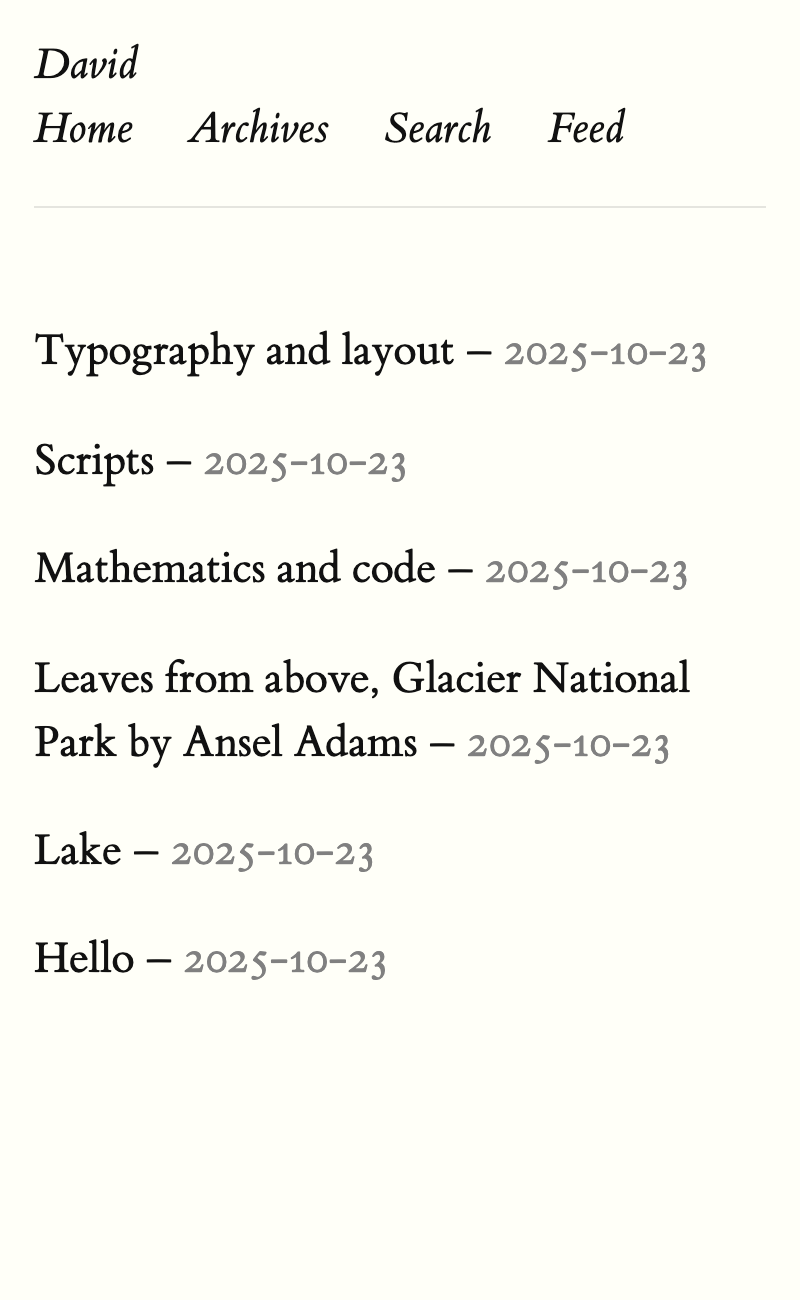 David
Home Archives Search Feed
Typography and layout – 2025-10-23
Scripts – 2025-10-23
Mathematics and code – 2025-10-23
Leaves from above, Glacier National
Park by Ansel Adams – 2025-10-23
Lake – 2025-10-23
Hello – 2025-10-23